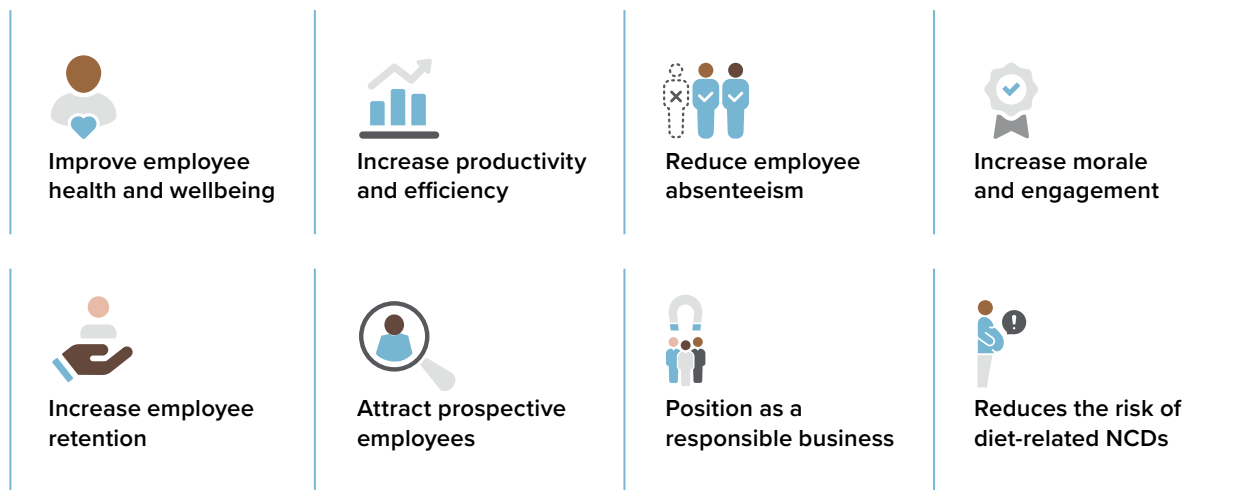 Improve employee
health and wellbeing
Increase productivity
and efficiency
Reduce employee
absenteeism
Increase morale
and engagement
Increase employee
retention
Attract prospective
employees
Position as a
responsible business
Reduces the risk of
diet-related NCDs